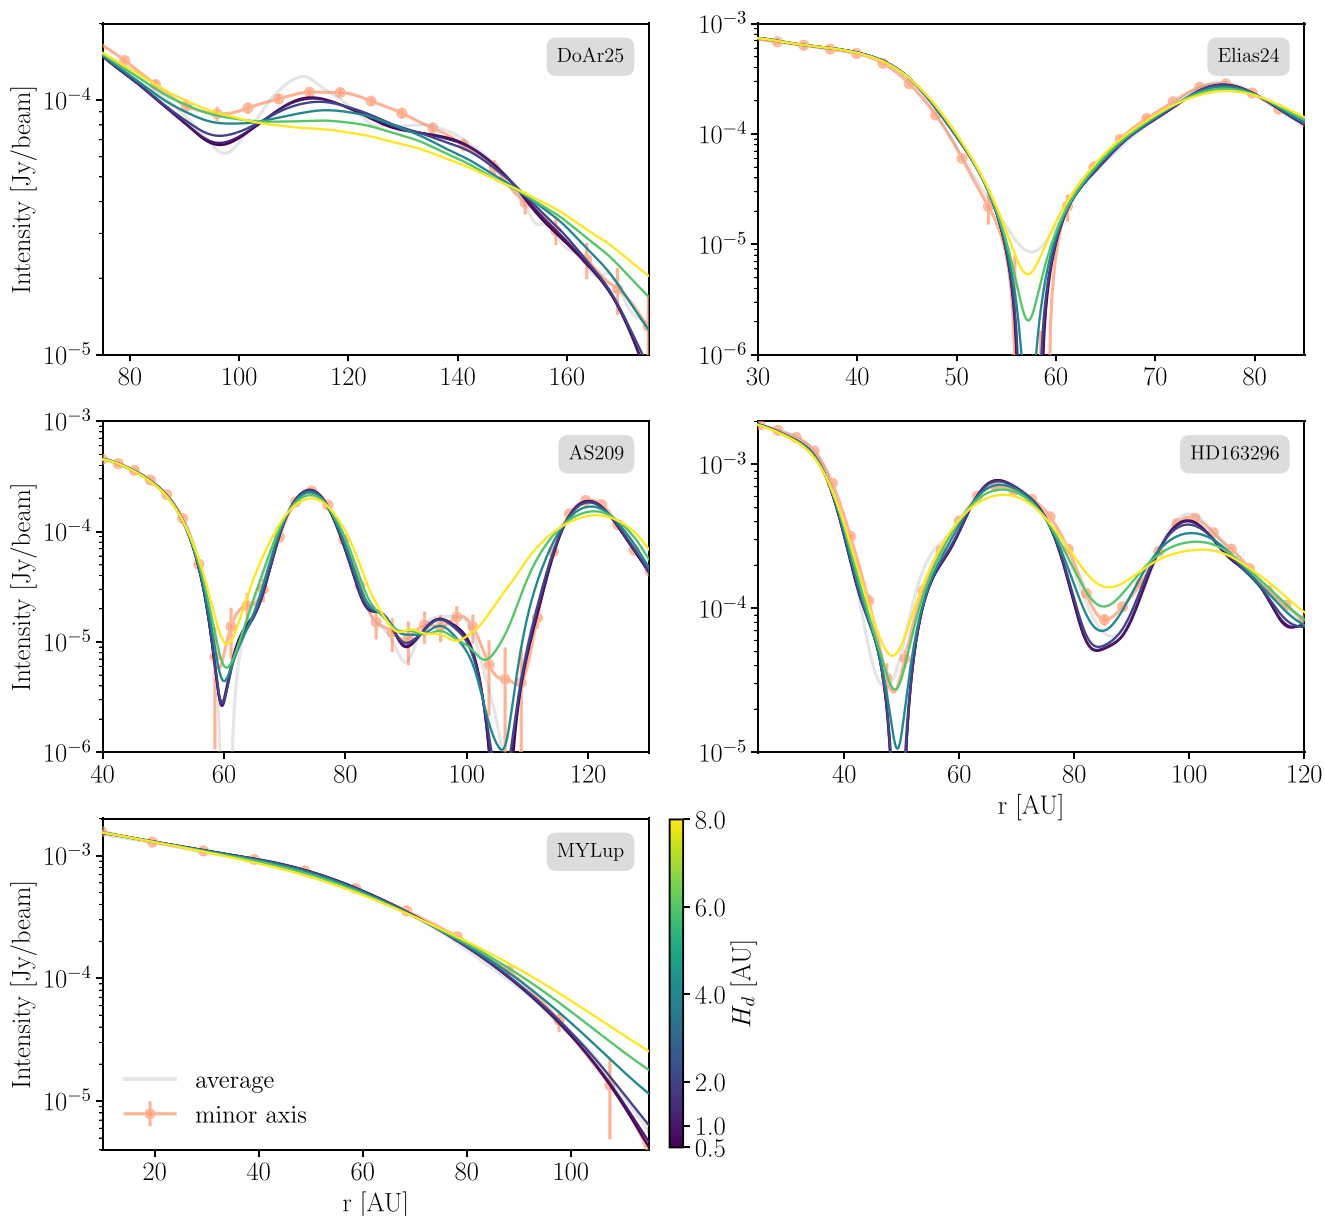 Intensity [Jy/beam]
10⁻⁴
10⁻⁵
DoAr25
80 100 120 140 160
10⁻³
10⁻⁴
10⁻⁵
10⁻⁶
Elias24
30 40 50 60 70 80
Intensity [Jy/beam]
10⁻³
10⁻⁴
10⁻⁵
10⁻⁶
AS209
40 60 80 100 120
10⁻³
10⁻⁴
10⁻⁵
HD163296
40 60 80 100 120
r [AU]
Intensity [Jy/beam]
10⁻³
10⁻⁴
10⁻⁵
MYLup
average
minor axis
20 40 60 80 100
r [AU]
8.0
6.0
4.0
2.0
1.0
0.5
H_d [AU]